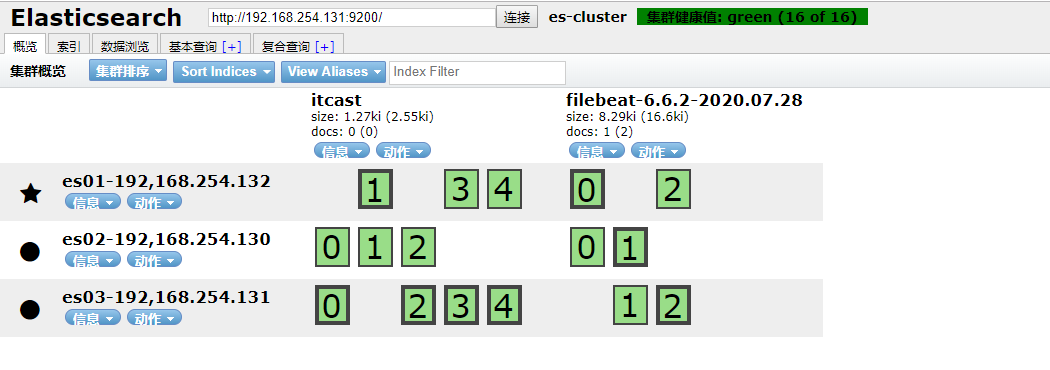 Elasticsearch http://192.168.254.131:9200/ 连接 es-cluster 集群健康值: green (16 of 16)
概览 索引 数据浏览 基本查询 [+] 复合查询 [+]
集群概览 集群排序 Sort Indices View Aliases Index Filter
itcast filebeat-6.6.2-2020.07.28
size: 1.27ki (2.55ki) size: 8.29ki (16.6ki)
docs: 0 (0) docs: 1 (2)
信息 动作 信息 动作
es01-192,168.254.132 1 3 4 0 2
信息 动作
es02-192,168.254.130 0 1 2 0 1
信息 动作
es03-192,168.254.131 0 2 3 4 1 2
信息 动作